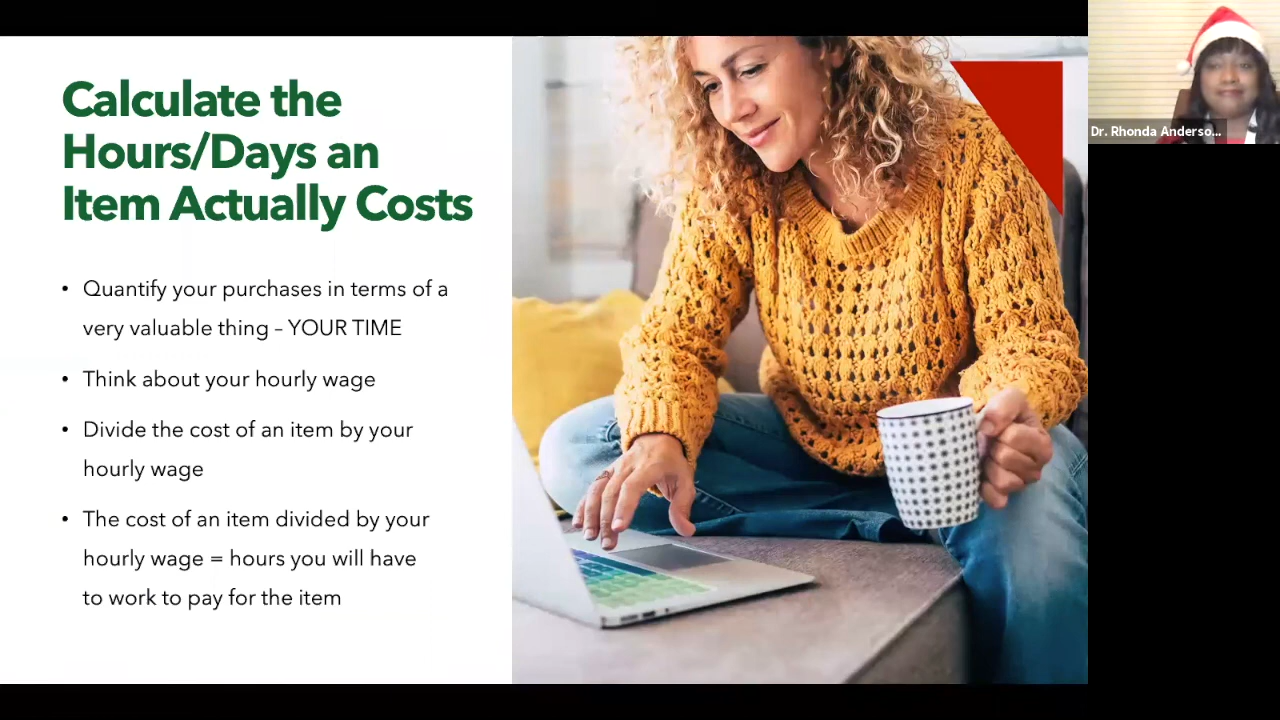 Calculate the
Hours/Days an
Item Actually Costs
• Quantify your purchases in terms of a
very valuable thing – YOUR TIME
• Think about your hourly wage
• Divide the cost of an item by your
hourly wage
• The cost of an item divided by your
hourly wage = hours you will have
to work to pay for the item
Dr. Rhonda Anderso...